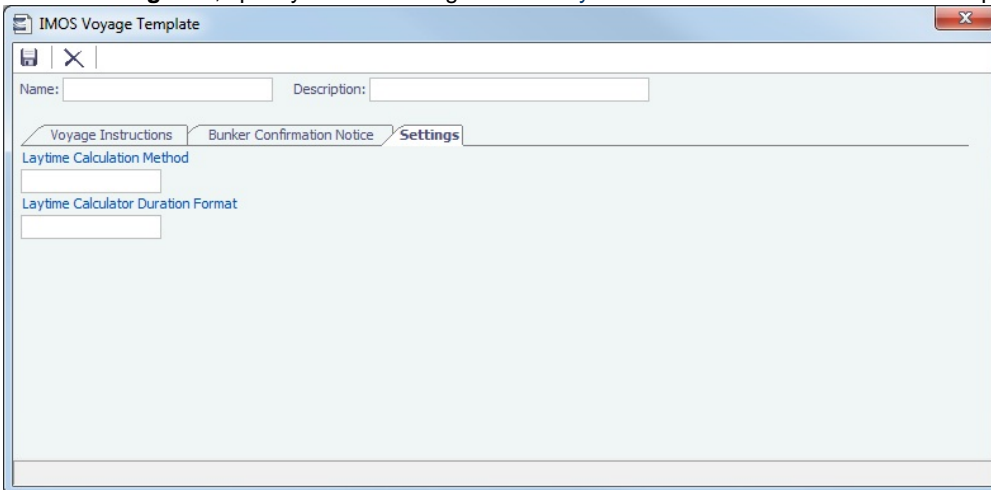 IMOS Voyage Template
Name:
Description:
Voyage Instructions
Bunker Confirmation Notice
Settings
Laytime Calculation Method
Laytime Calculator Duration Format